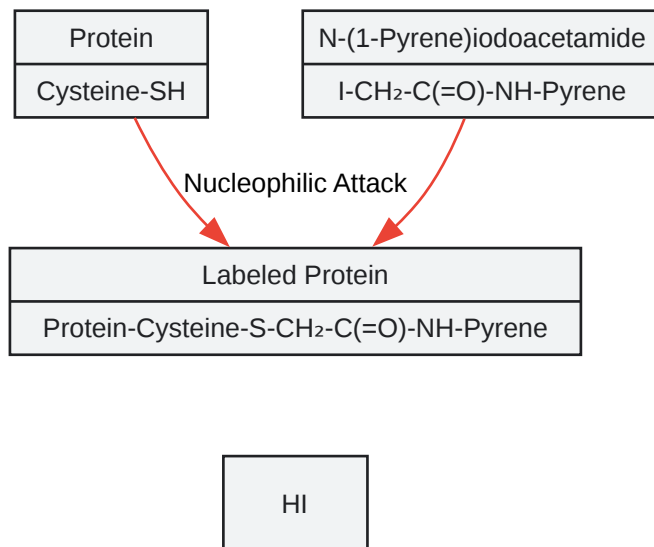 Protein
Cysteine-SH
N-(1-Pyrene)iodoacetamide
I-CH₂-C(=O)-NH-Pyrene
Nucleophilic Attack
Labeled Protein
Protein-Cysteine-S-CH₂-C(=O)-NH-Pyrene
HI